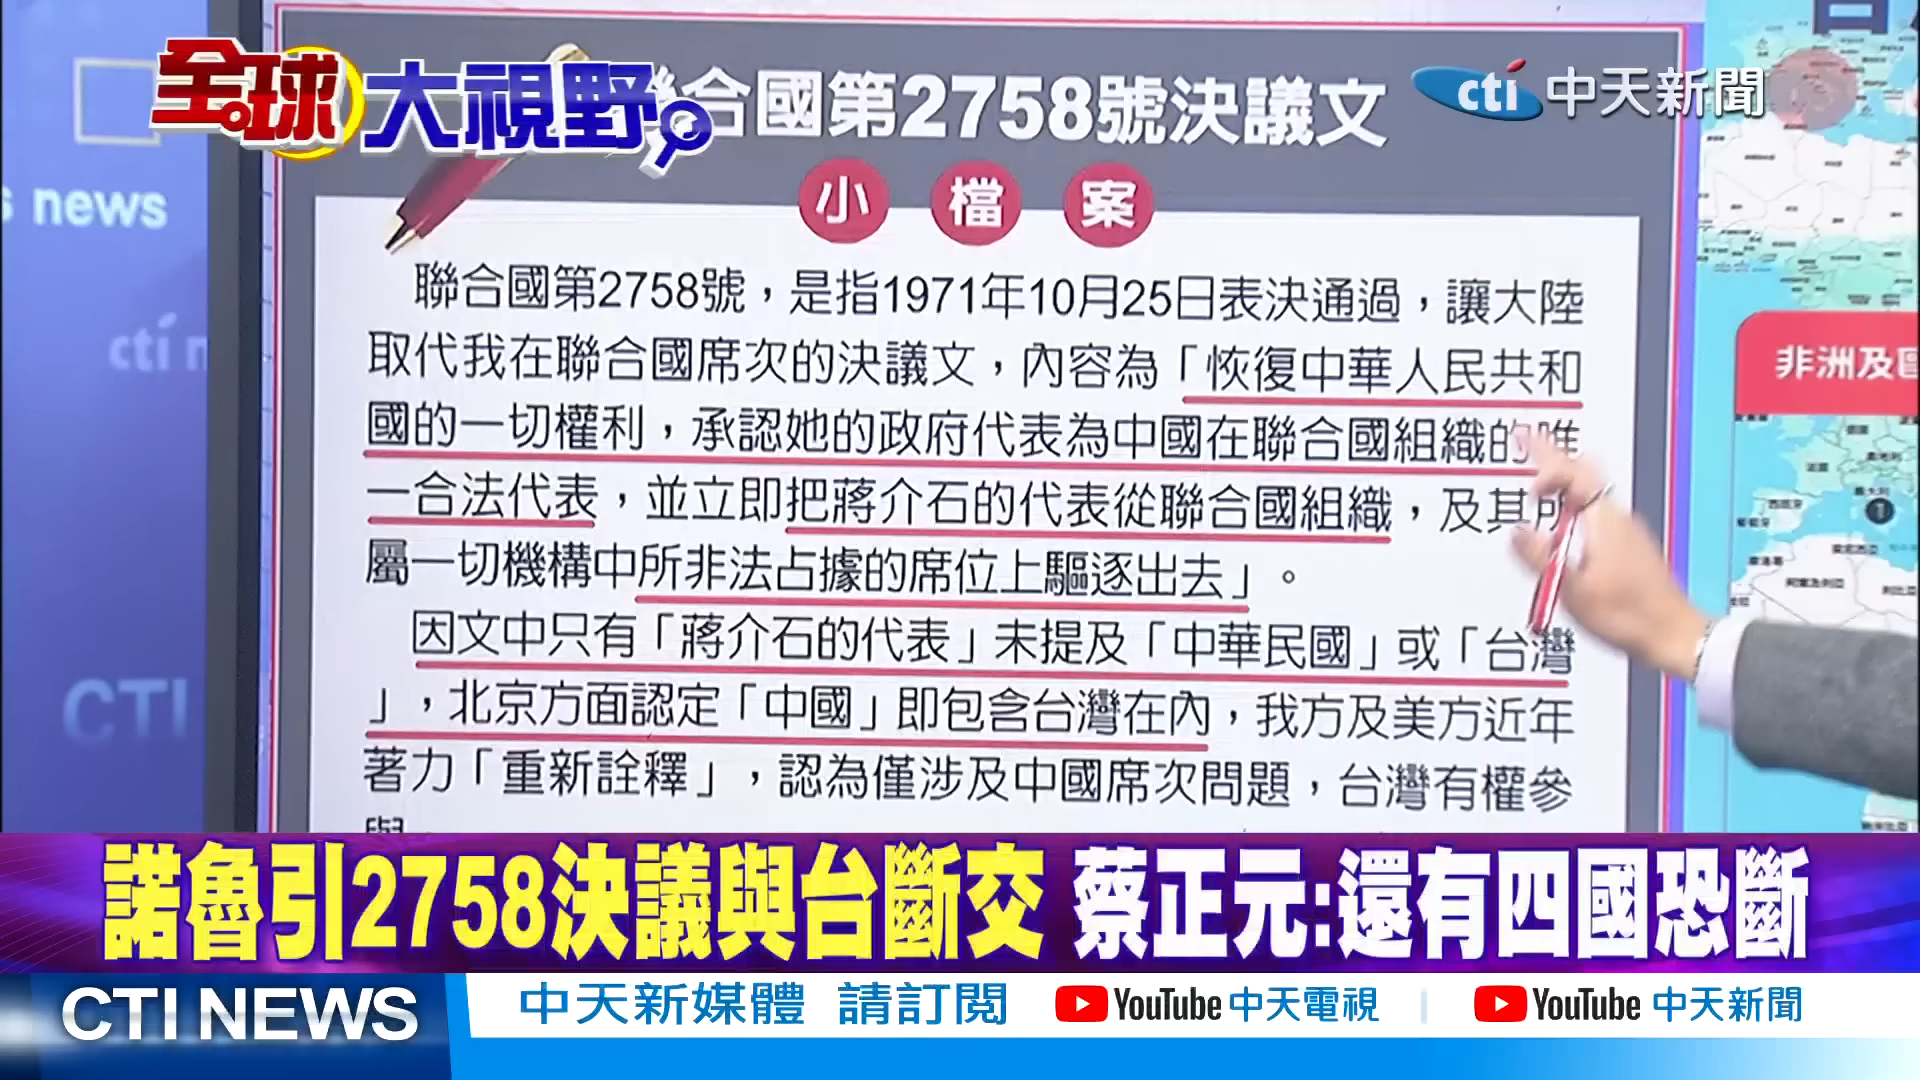 全球大視野
聯合國第2758號決議文
cti 中天新聞
小檔案
s news
聯合國第2758號，是指1971年10月25日表決通過，讓大陸
取代我在聯合國席次的決議文，內容為「恢復中華人民共和
國的一切權利，承認她的政府代表為中國在聯合國組織的唯
一合法代表，並立即把蔣介石的代表從聯合國組織，及其所
屬一切機構中所非法占據的席位上驅逐出去」。
因文中只有「蔣介石的代表」未提及「中華民國」或「台灣
」，北京方面認定「中國」即包含台灣在內，我方及美方近年
著力「重新詮釋」，認為僅涉及中國席次問題，台灣有權參
cti n
CTI
非洲及
諾魯引2758決議與台斷交 蔡正元:還有四國恐斷
CTI NEWS
中天新媒體 請訂閱
YouTube 中天電視
YouTube 中天新聞